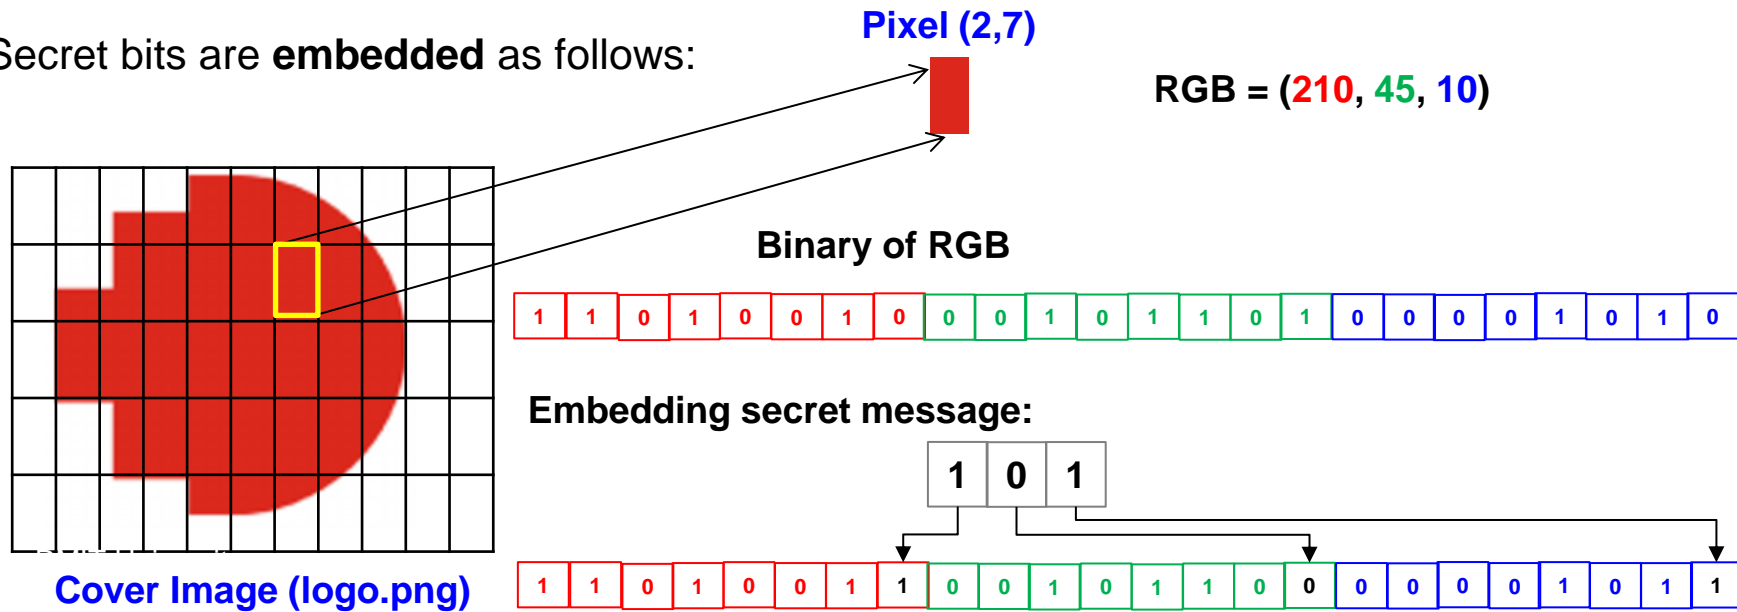 Secret bits are embedded as follows:
Pixel (2,7)
RGB = (210, 45, 10)
Binary of RGB
1 1 0 1 0 0 1 0 0 0 1 0 1 1 0 1 0 0 0 0 1 0 1 0
Embedding secret message:
1 0 1
1 1 0 1 0 0 1 1 0 0 1 0 1 1 0 0 0 0 0 0 1 0 1 1
Cover Image (logo.png)